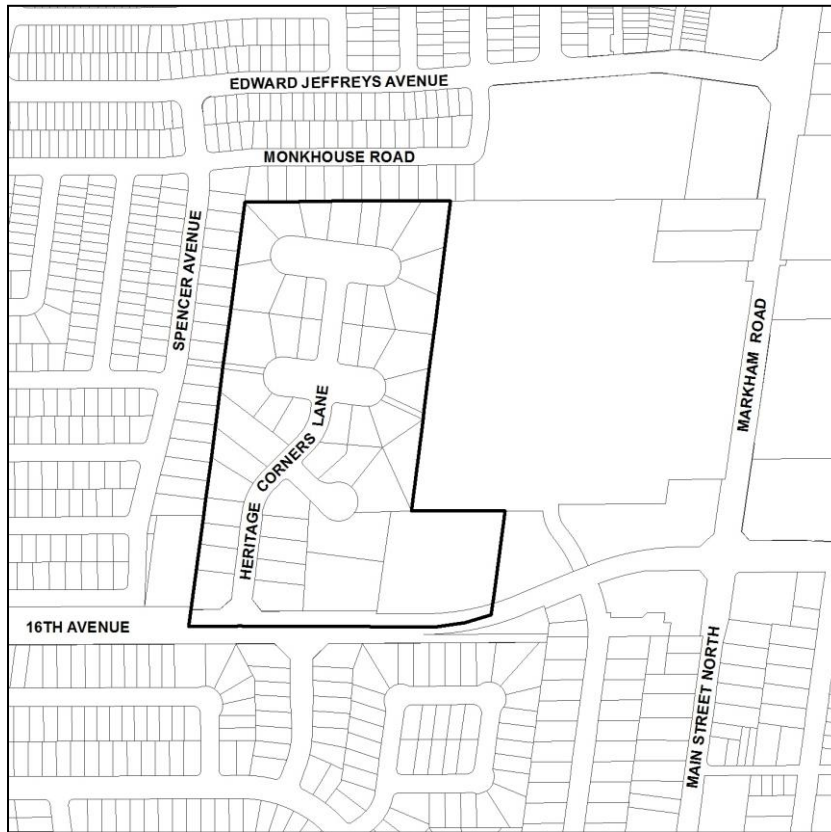 EDWARD JEFFREYS AVENUE
MONKHOUSE ROAD
SPENCER AVENUE
MARKHAM ROAD
HERITAGE CORNERS LANE
16TH AVENUE
MAIN STREET NORTH